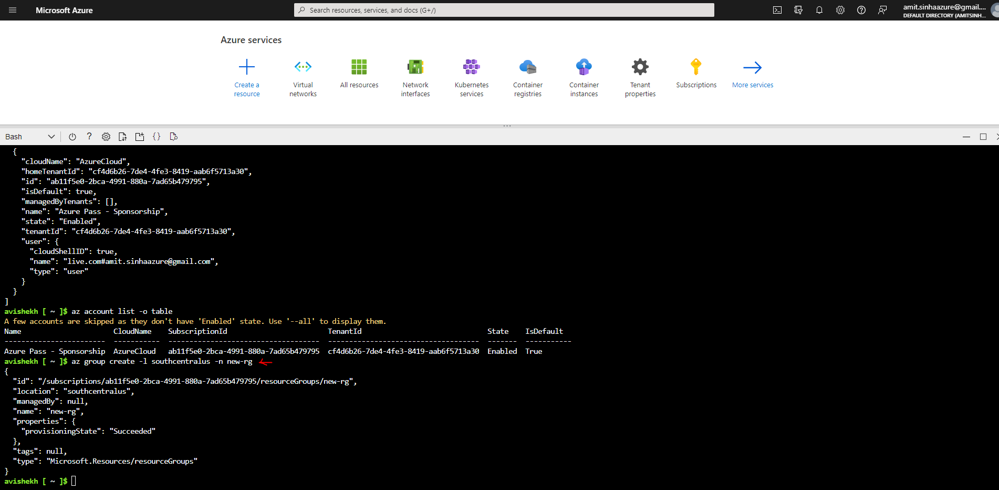 Microsoft Azure
Search resources, services, and docs (G+/)
amit.sinhaazure@gmail....
DEFAULT DIRECTORY (AMITSINH...
Azure services
Create a resource
Virtual networks
All resources
Network interfaces
Kubernetes services
Container registries
Container instances
Tenant properties
Subscriptions
More services
Bash
{
"cloudName": "AzureCloud",
"homeTenantId": "cf4d6b26-7de4-4fe3-8419-aab6f5713a30",
"id": "ab11f5e0-2bca-4991-880a-7ad65b479795",
"isDefault": true,
"managedByTenants": [],
"name": "Azure Pass - Sponsorship",
"state": "Enabled",
"tenantId": "cf4d6b26-7de4-4fe3-8419-aab6f5713a30",
"user": {
"cloudShellID": true,
"name": "live.com#amit.sinhaazure@gmail.com",
"type": "user"
}
}
]
avishekh [ ~ ]$ az account list -o table
A few accounts are skipped as they don't have 'Enabled' state. Use '--all' to display them.
Name CloudName SubscriptionId TenantId State IsDefault
------------------------ ----------- ------------------------------------ ------------------------------------ ------- -----------
Azure Pass - Sponsorship AzureCloud ab11f5e0-2bca-4991-880a-7ad65b479795 cf4d6b26-7de4-4fe3-8419-aab6f5713a30 Enabled True
avishekh [ ~ ]$ az group create -l southcentralus -n new-rg
{
"id": "/subscriptions/ab11f5e0-2bca-4991-880a-7ad65b479795/resourceGroups/new-rg",
"location": "southcentralus",
"managedBy": null,
"name": "new-rg",
"properties": {
"provisioningState": "Succeeded"
},
"tags": null,
"type": "Microsoft.Resources/resourceGroups"
}
avishekh [ ~ ]$